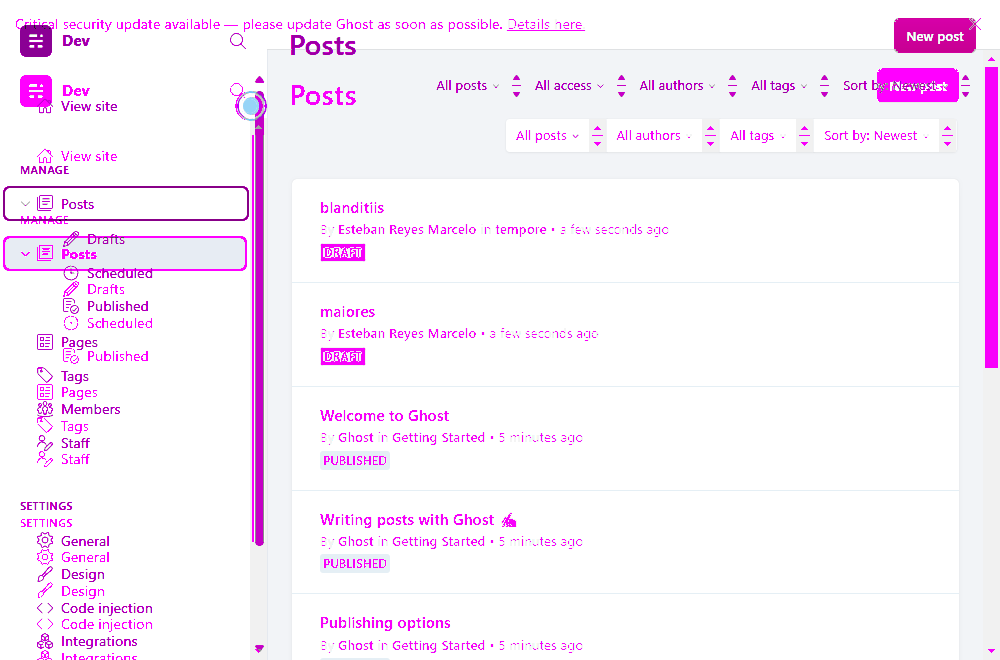 Critical security update available — please update Ghost as soon as possible. Details here.
Dev
Posts
New post
Dev
Posts
All posts
All access
All authors
All tags
Sort by: Newest
View site
All posts
All authors
All tags
Sort by: Newest
View site
MANAGE
Posts
MANAGE
Drafts
Posts
Scheduled
Drafts
Published
Scheduled
Pages
Published
Tags
Pages
Members
Tags
Staff
Staff
SETTINGS
SETTINGS
General
General
Design
Design
Code injection
Code injection
Integrations
Integrations
blanditiis
By Esteban Reyes Marcelo in tempore • a few seconds ago
DRAFT
maiores
By Esteban Reyes Marcelo • a few seconds ago
DRAFT
Welcome to Ghost
By Ghost in Getting Started • 5 minutes ago
PUBLISHED
Writing posts with Ghost ✍
By Ghost in Getting Started • 5 minutes ago
PUBLISHED
Publishing options
By Ghost in Getting Started • 5 minutes ago